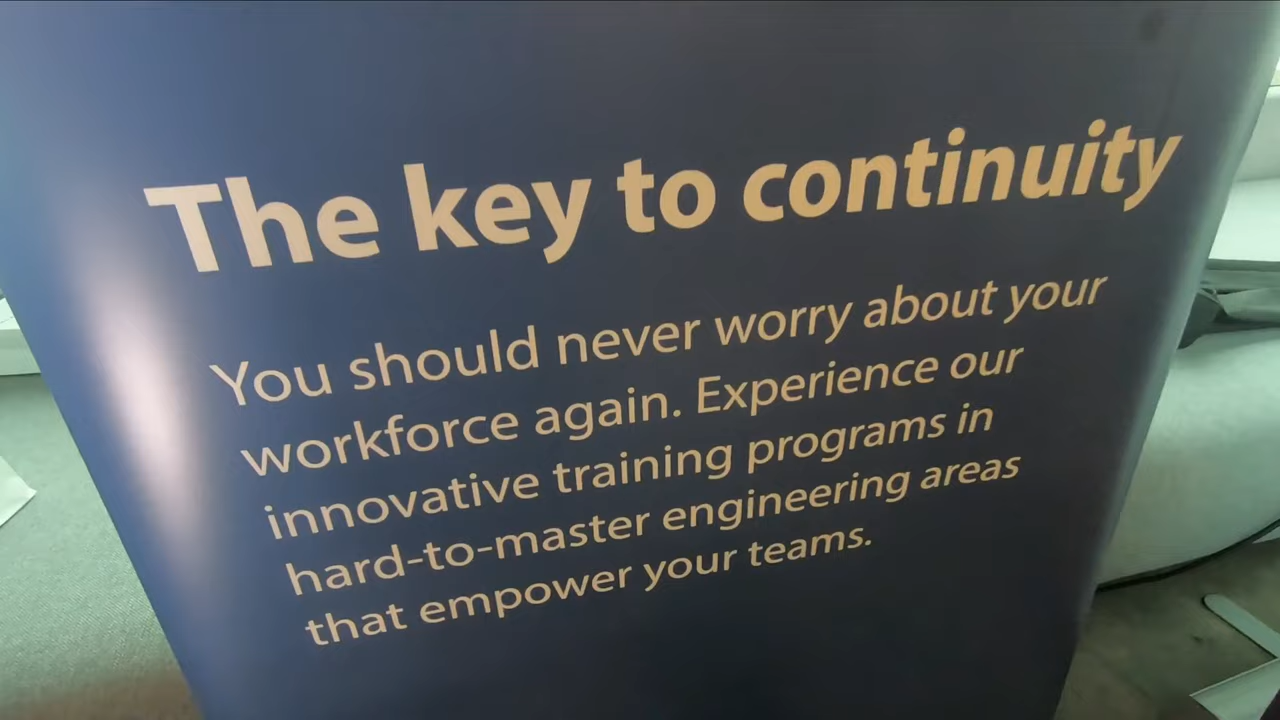 The key to continuity
You should never worry about your
workforce again. Experience our
innovative training programs in
hard-to-master engineering areas
that empower your teams.